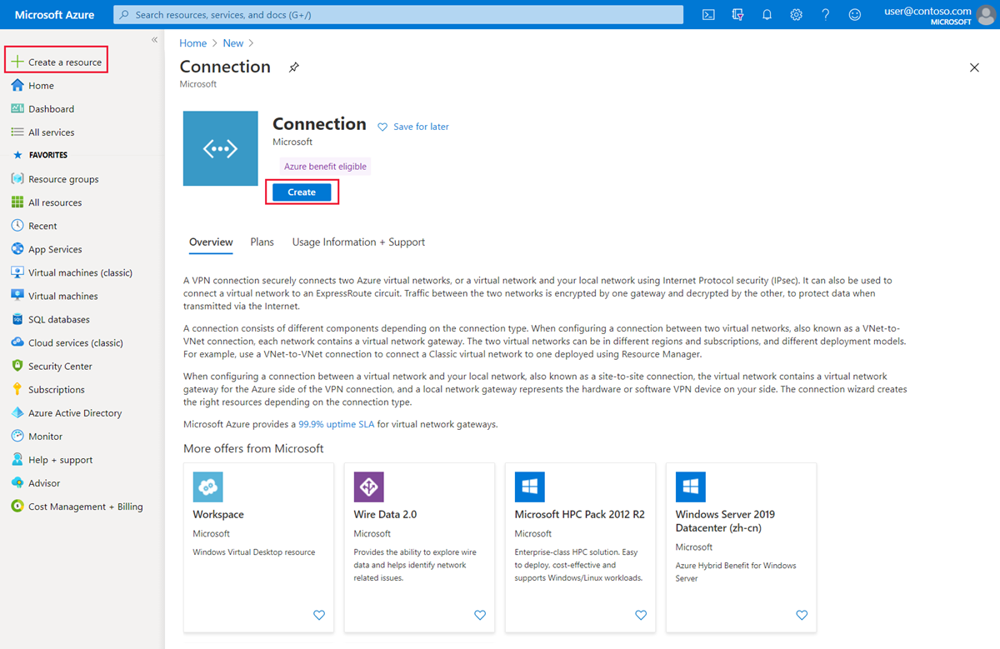 Microsoft Azure
Search resources, services, and docs (G+/)
user@contoso.com
MICROSOFT
Create a resource
Home
Dashboard
All services
FAVORITES
Resource groups
All resources
Recent
App Services
Virtual machines (classic)
Virtual machines
SQL databases
Cloud services (classic)
Security Center
Subscriptions
Azure Active Directory
Monitor
Help + support
Advisor
Cost Management + Billing
Home > New >
Connection
Microsoft
Connection
Save for later
Microsoft
Azure benefit eligible
Create
Overview Plans Usage Information + Support
A VPN connection securely connects two Azure virtual networks, or a virtual network and your local network using Internet Protocol security (IPsec). It can also be used to
connect a virtual network to an ExpressRoute circuit. Traffic between the two networks is encrypted by one gateway and decrypted by the other, to protect data when
transmitted via the Internet.
A connection consists of different components depending on the connection type. When configuring a connection between two virtual networks, also known as a VNet-to-
VNet connection, each network contains a virtual network gateway. The two virtual networks can be in different regions and subscriptions, and different deployment models.
For example, use a VNet-to-VNet connection to connect a Classic virtual network to one deployed using Resource Manager.
When configuring a connection between a virtual network and your local network, also known as a site-to-site connection, the virtual network contains a virtual network
gateway for the Azure side of the VPN connection, and a local network gateway represents the hardware or software VPN device on your side. The connection wizard creates
the right resources depending on the connection type.
Microsoft Azure provides a 99.9% uptime SLA for virtual network gateways.
More offers from Microsoft
Workspace
Microsoft
Windows Virtual Desktop resource
Wire Data 2.0
Microsoft
Provides the ability to explore wire
data and helps identify network
related issues.
Microsoft HPC Pack 2012 R2
Microsoft
Enterprise-class HPC solution. Easy
to deploy, cost-effective and
supports Windows/Linux workloads.
Windows Server 2019
Datacenter (zh-cn)
Microsoft
Azure Hybrid Benefit for Windows
Server